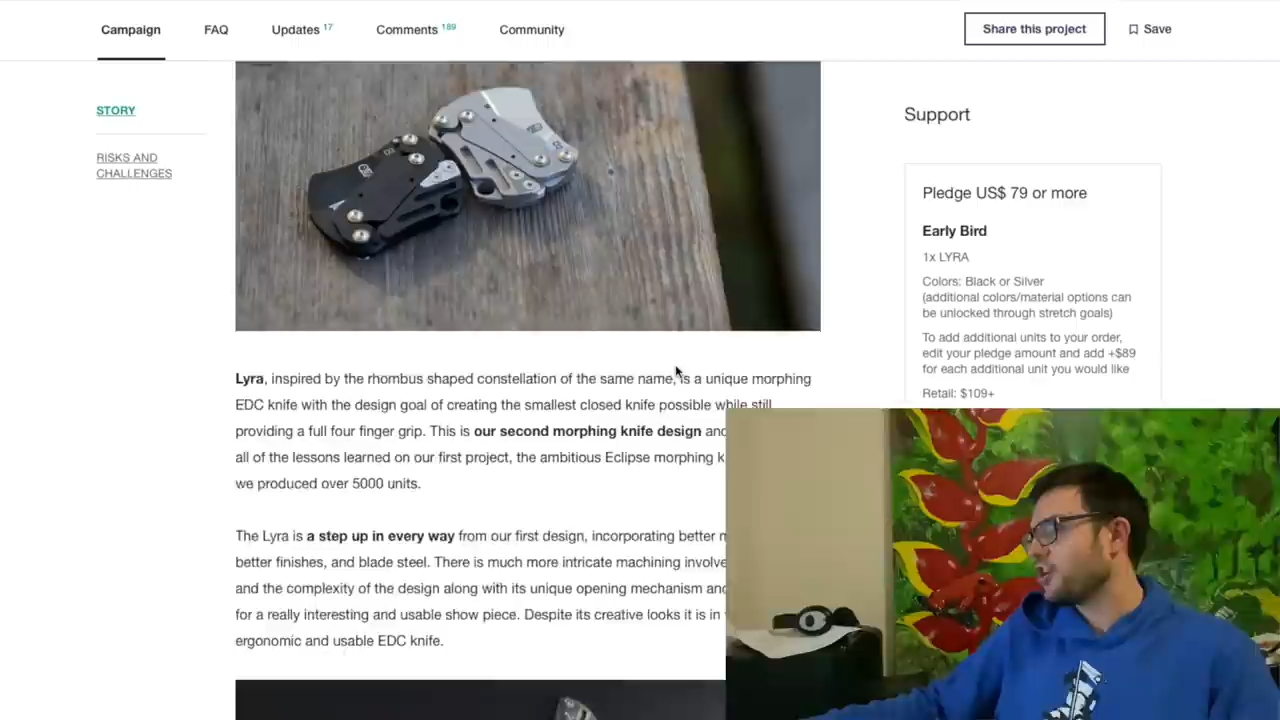 Campaign
FAQ
Updates 17
Comments 189
Community
Share this project
Save
STORY
RISKS AND
CHALLENGES
Lyra, inspired by the rhombus shaped constellation of the same name, is a unique morphing
EDC knife with the design goal of creating the smallest closed knife possible while still
providing a full four finger grip. This is our second morphing knife design and
all of the lessons learned on our first project, the ambitious Eclipse morphing
we produced over 5000 units.
The Lyra is a step up in every way from our first design, incorporating better
better finishes, and blade steel. There is much more intricate machining involve
and the complexity of the design along with its unique opening mechanism and
for a really interesting and usable show piece. Despite its creative looks it is in
ergonomic and usable EDC knife.
Support
Pledge US$ 79 or more
Early Bird
1x LYRA
Colors: Black or Silver
(additional colors/material options can
be unlocked through stretch goals)
To add additional units to your order,
edit your pledge amount and add +$89
for each additional unit you would like
Retail: $109+